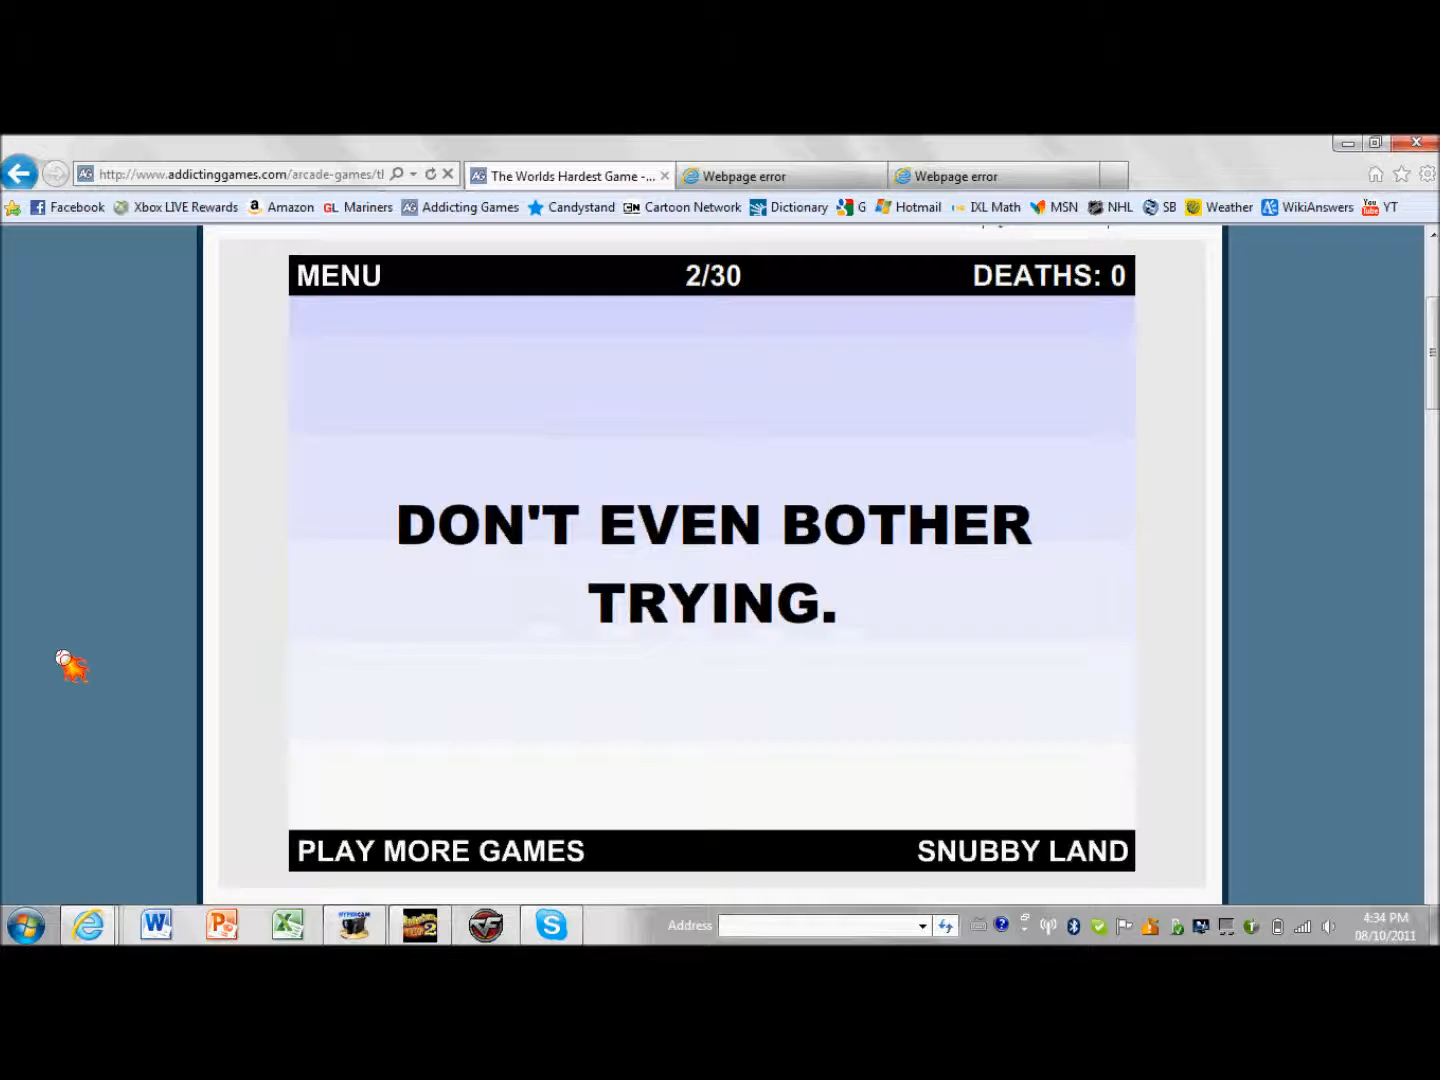 http://www.addictinggames.com/arcade-games/tl
The Worlds Hardest Game -...
Webpage error
Webpage error
Facebook
Xbox LIVE Rewards
Amazon
GL Mariners
Addicting Games
Candystand
CN Cartoon Network
Dictionary
G
Hotmail
IXL Math
MSN
NHL
SB
Weather
WikiAnswers
YT
MENU 2/30 DEATHS: 0
DON'T EVEN BOTHER
TRYING.
PLAY MORE GAMES SNUBBY LAND
Address
4:34 PM
08/10/2011